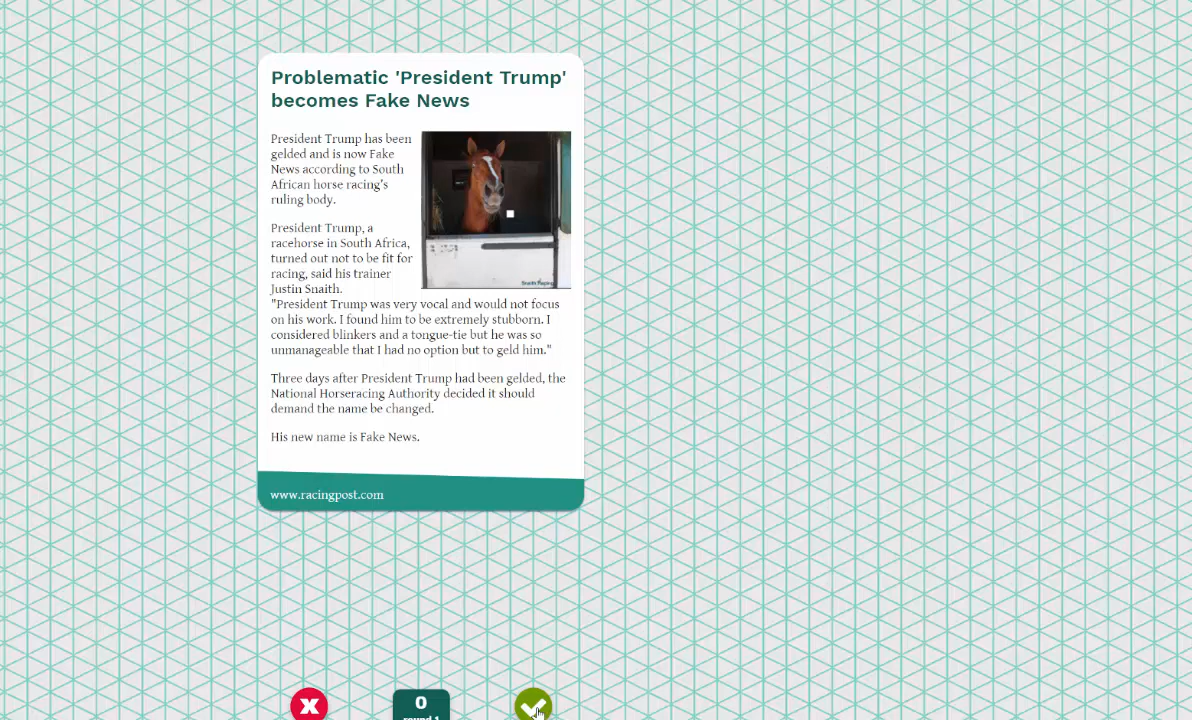 Problematic 'President Trump'
becomes Fake News
President Trump has been
gelded and is now Fake
News according to South
African horse racing's
ruling body.
President Trump, a
racehorse in South Africa,
turned out not to be fit for
racing, said his trainer
Justin Snaith.
"President Trump was very vocal and would not focus
on his work. I found him to be extremely stubborn. I
considered blinkers and a tongue-tie but he was so
unmanageable that I had no option but to geld him."
Three days after President Trump had been gelded, the
National Horseracing Authority decided it should
demand the name be changed.
His new name is Fake News.
Snaith Racing
www.racingpost.com
0
round 1